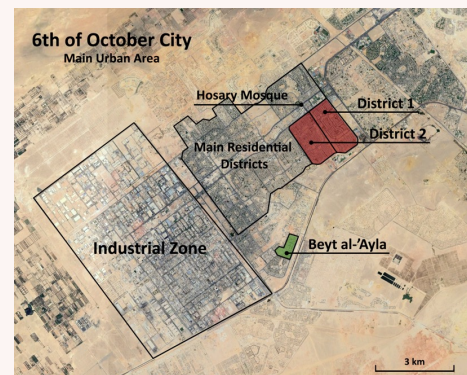 6th of October City
Main Urban Area
Hosary Mosque
District 1
District 2
Main Residential
Districts
Industrial Zone
Beyt al-'Ayla
3 km